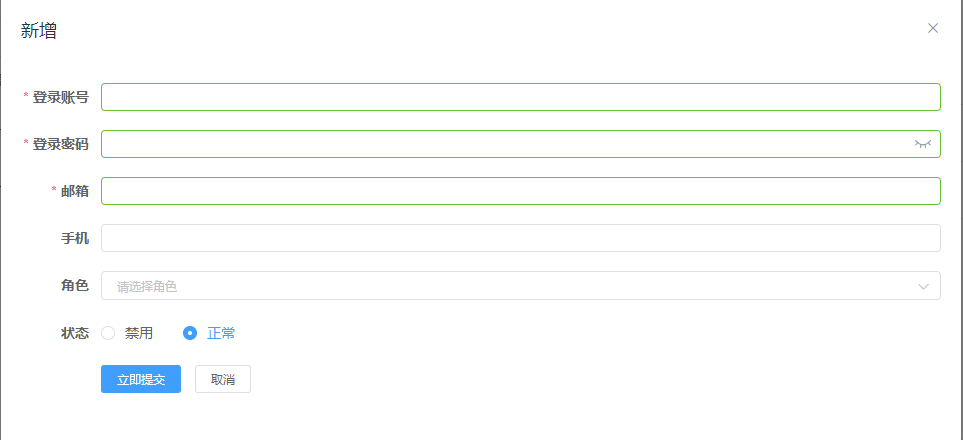 新增
* 登录账号
* 登录密码
* 邮箱
手机
角色 请选择角色
状态 禁用 正常
立即提交 取消